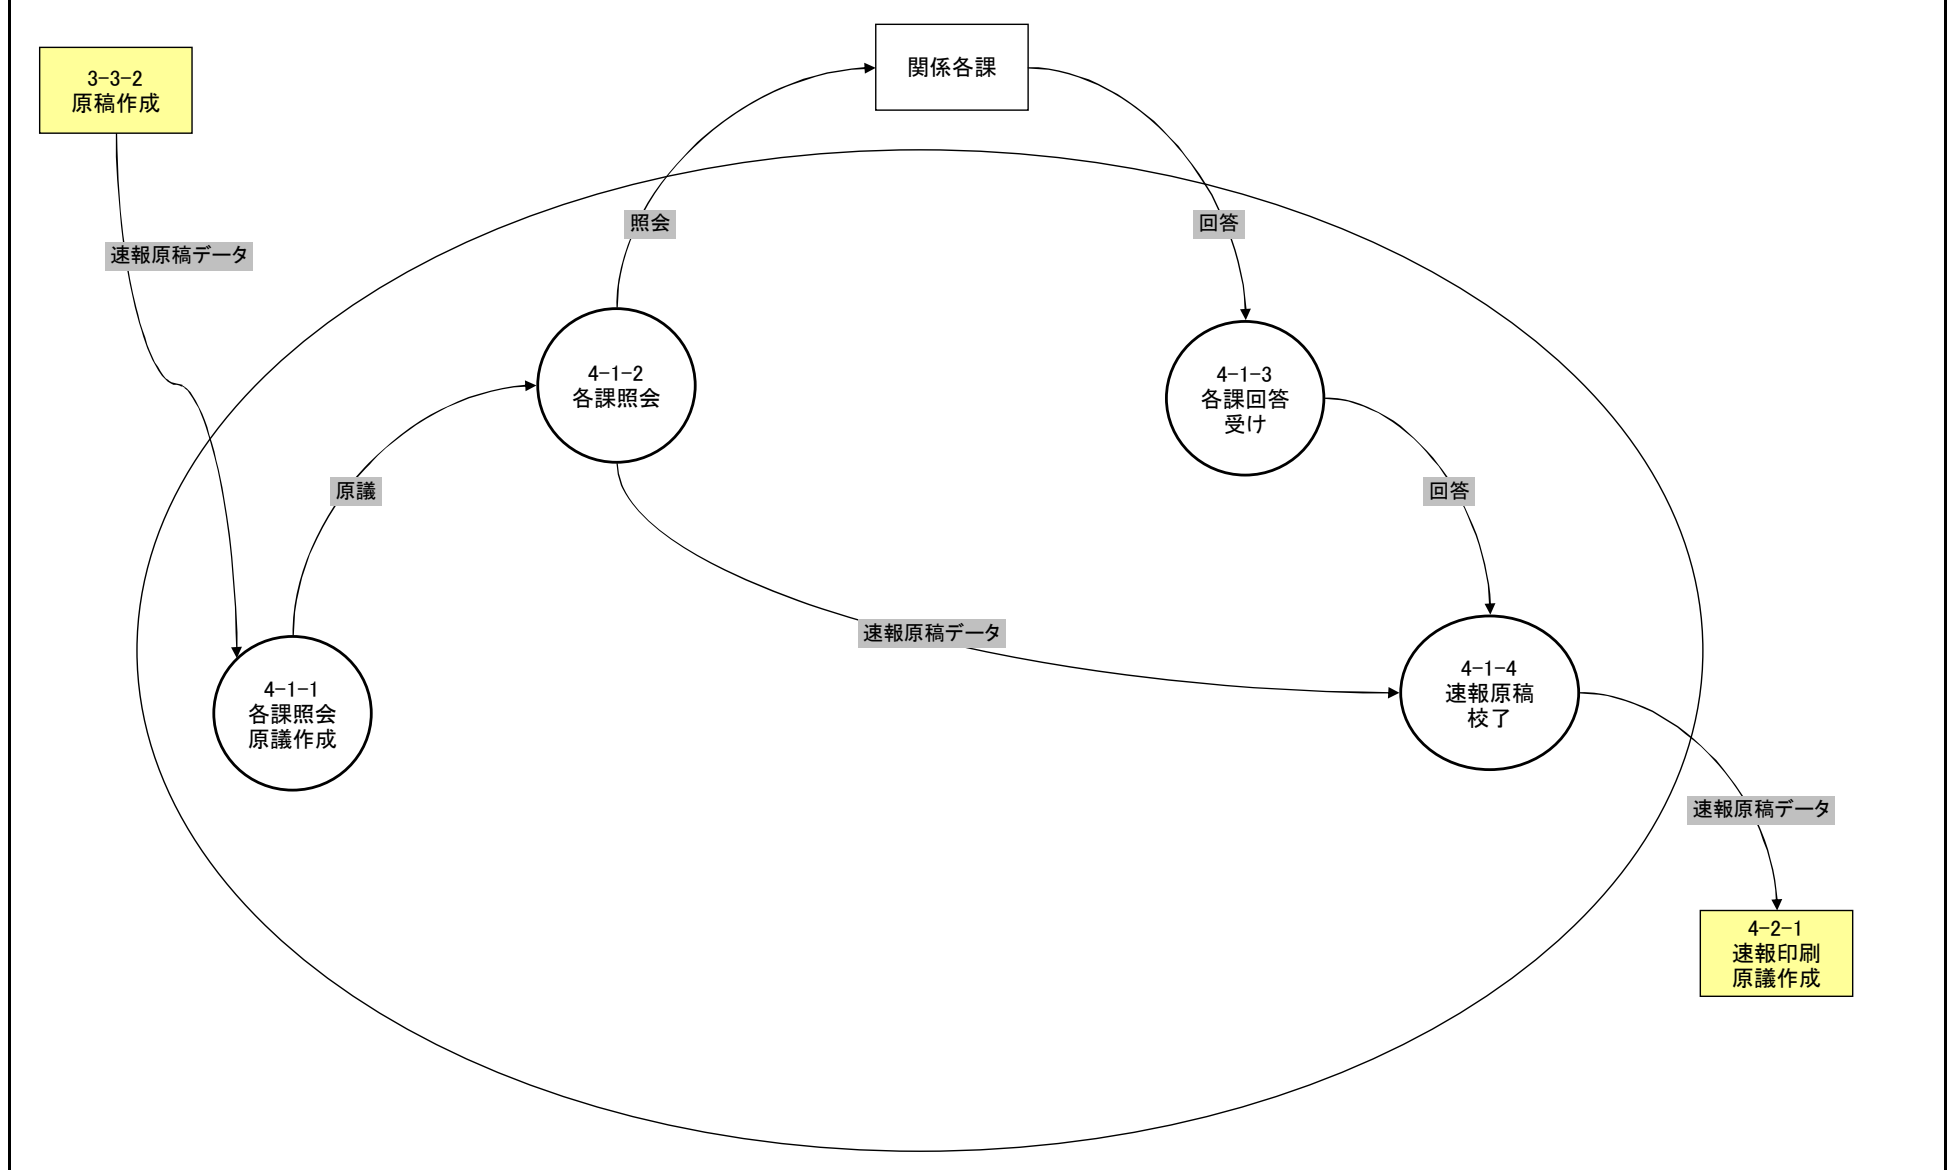 関係各課
3-3-2
原稿作成
照会
回答
速報原稿データ
4-1-2
各課照会
4-1-3
各課回答
受け
原議
回答
速報原稿データ
4-1-1
各課照会
原議作成
4-1-4
速報原稿
校了
速報原稿データ
4-2-1
速報印刷
原議作成